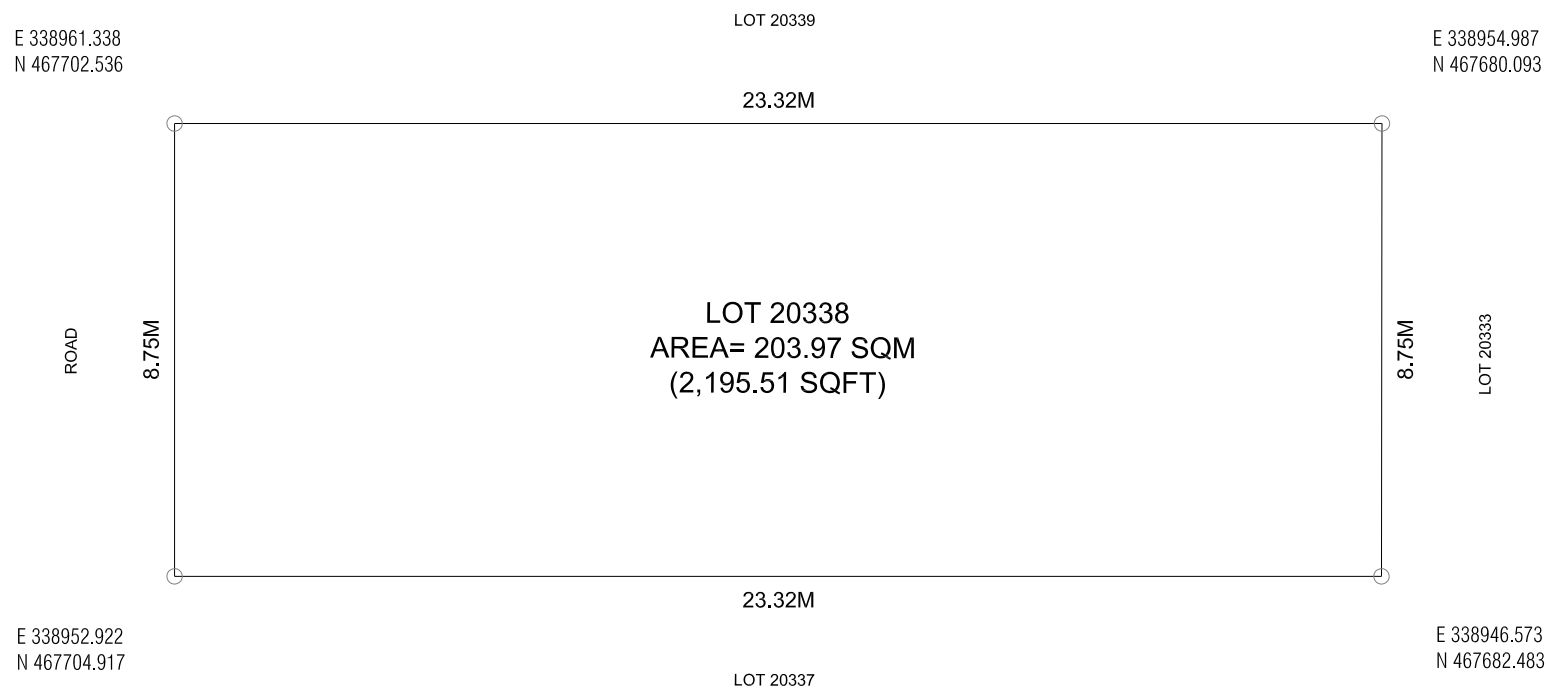 LOT 20339
E 338961.338
N 467702.536
E 338954.987
N 467680.093
23.32M
ROAD
8.75M
LOT 20338
AREA= 203.97 SQM
(2,195.51 SQFT)
8.75M
LOT 20333
23.32M
E 338952.922
N 467704.917
E 338946.573
N 467682.483
LOT 20337